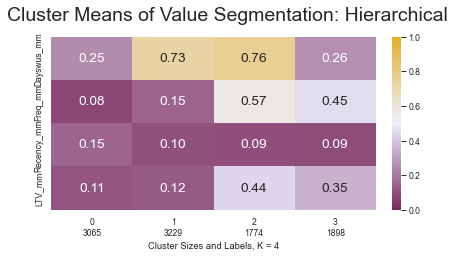 Cluster Means of Value Segmentation: Hierarchical
Dayswus_mm
Freq_mm
Recency_mm
LTV_mm
0.25 0.73 0.76 0.26
0.08 0.15 0.57 0.45
0.15 0.10 0.09 0.09
0.11 0.12 0.44 0.35
0 1 2 3
3065 3229 1774 1898
Cluster Sizes and Labels, K = 4
1.0
0.8
0.6
0.4
0.2
0.0